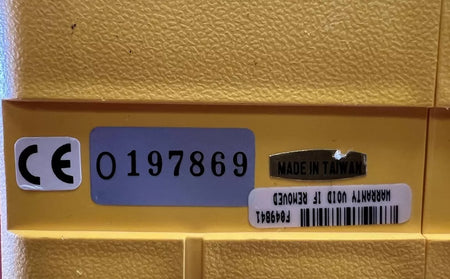 CE
0197869
MADE IN TAIWAN
WARRANTY VOID IF REMOVED
F049841